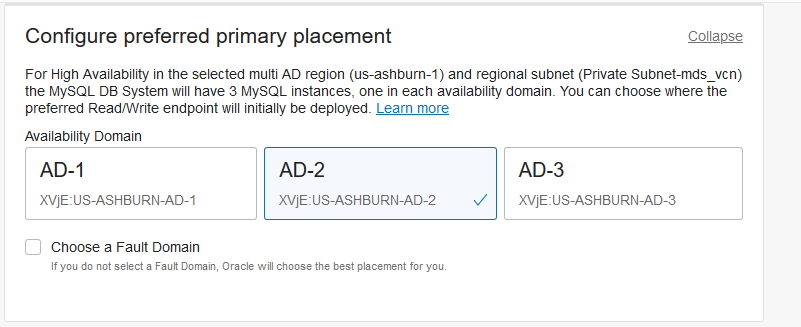 Configure preferred primary placement
Collapse
For High Availability in the selected multi AD region (us-ashburn-1) and regional subnet (Private Subnet-mds_vcn)
the MySQL DB System will have 3 MySQL instances, one in each availability domain. You can choose where the
preferred Read/Write endpoint will initially be deployed. Learn more
Availability Domain
AD-1
XVjE:US-ASHBURN-AD-1
AD-2
XVjE:US-ASHBURN-AD-2
AD-3
XVjE:US-ASHBURN-AD-3
Choose a Fault Domain
If you do not select a Fault Domain, Oracle will choose the best placement for you.